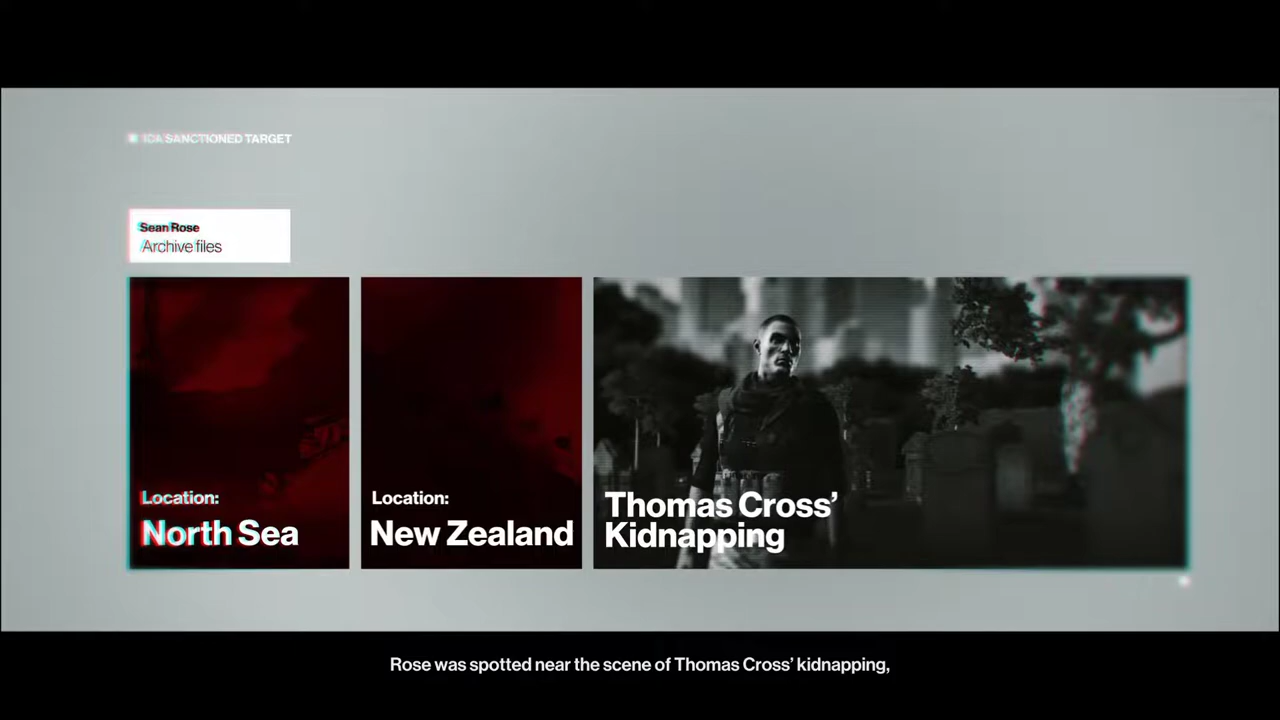 ICA SANCTIONED TARGET
Sean Rose
Archive files
Location:
North Sea
Location:
New Zealand
Thomas Cross’
Kidnapping
Rose was spotted near the scene of Thomas Cross’ kidnapping,